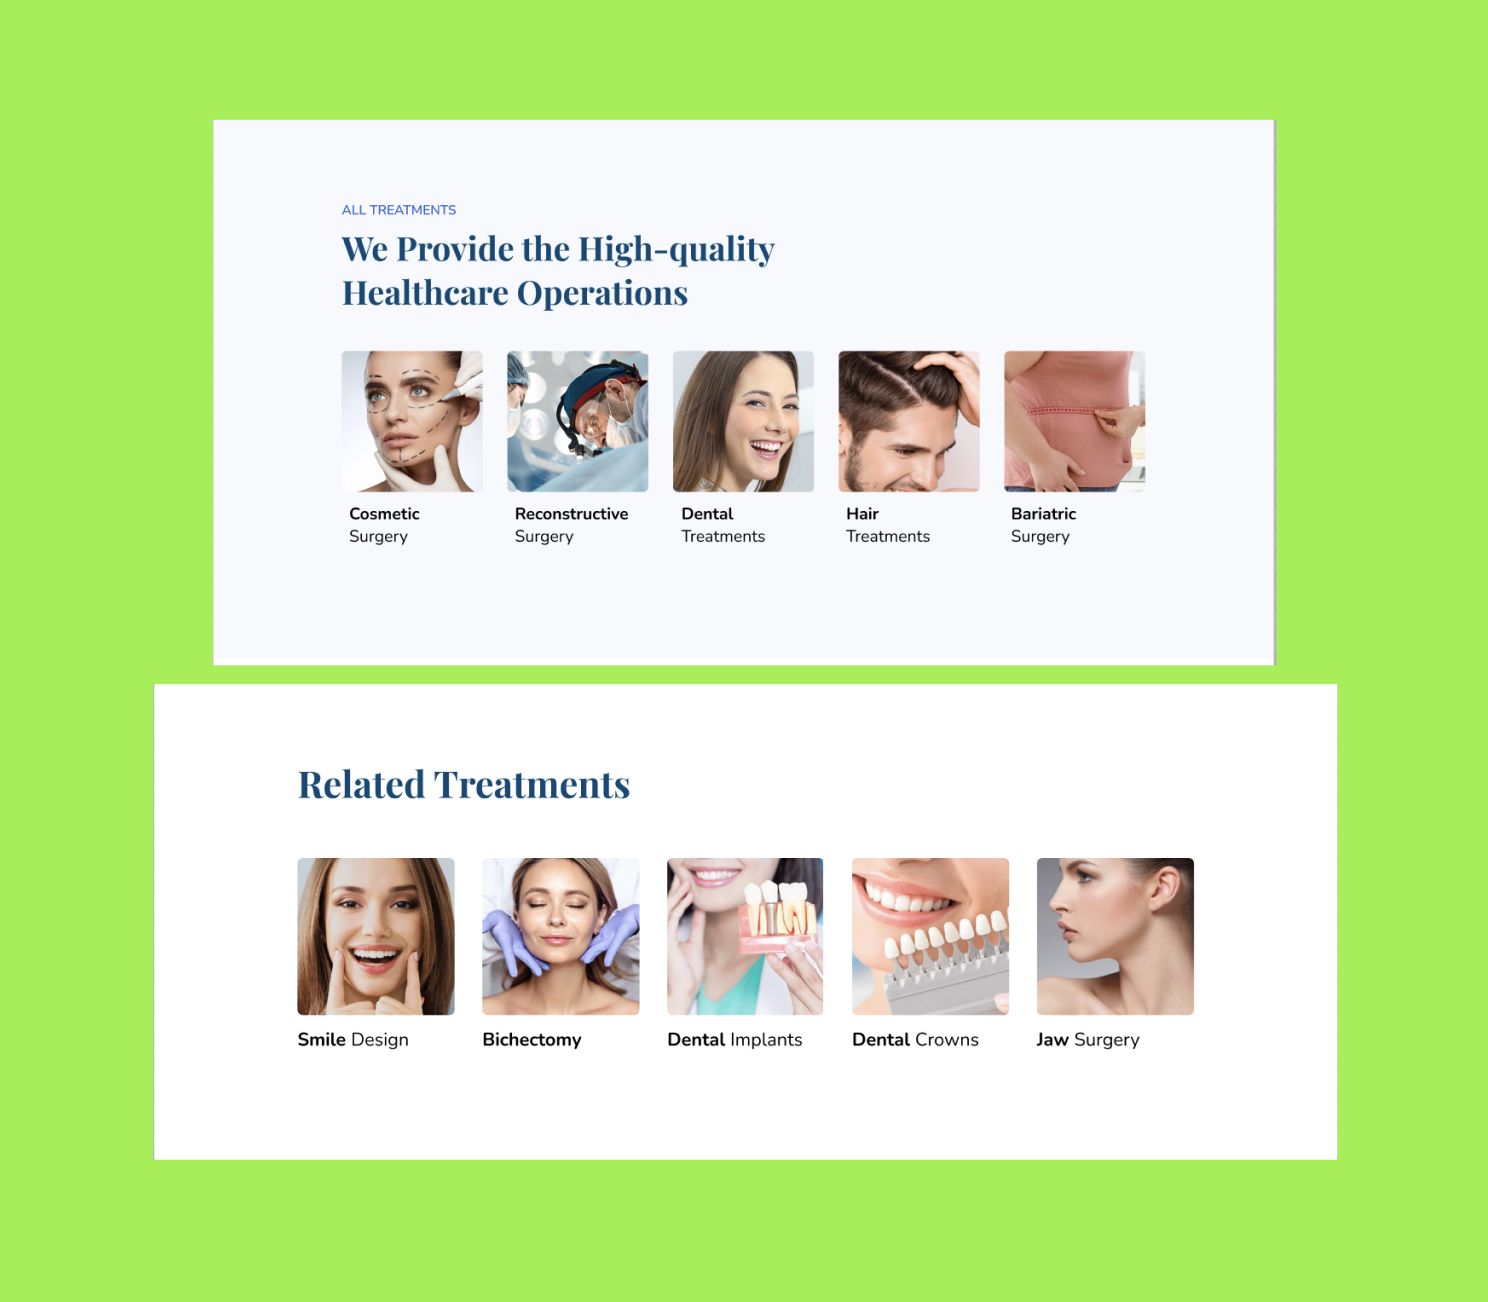 ALL TREATMENTS
We Provide the High-quality
Healthcare Operations
Cosmetic
Surgery
Reconstructive
Surgery
Dental
Treatments
Hair
Treatments
Bariatric
Surgery
Related Treatments
Smile Design
Bichectomy
Dental Implants
Dental Crowns
Jaw Surgery